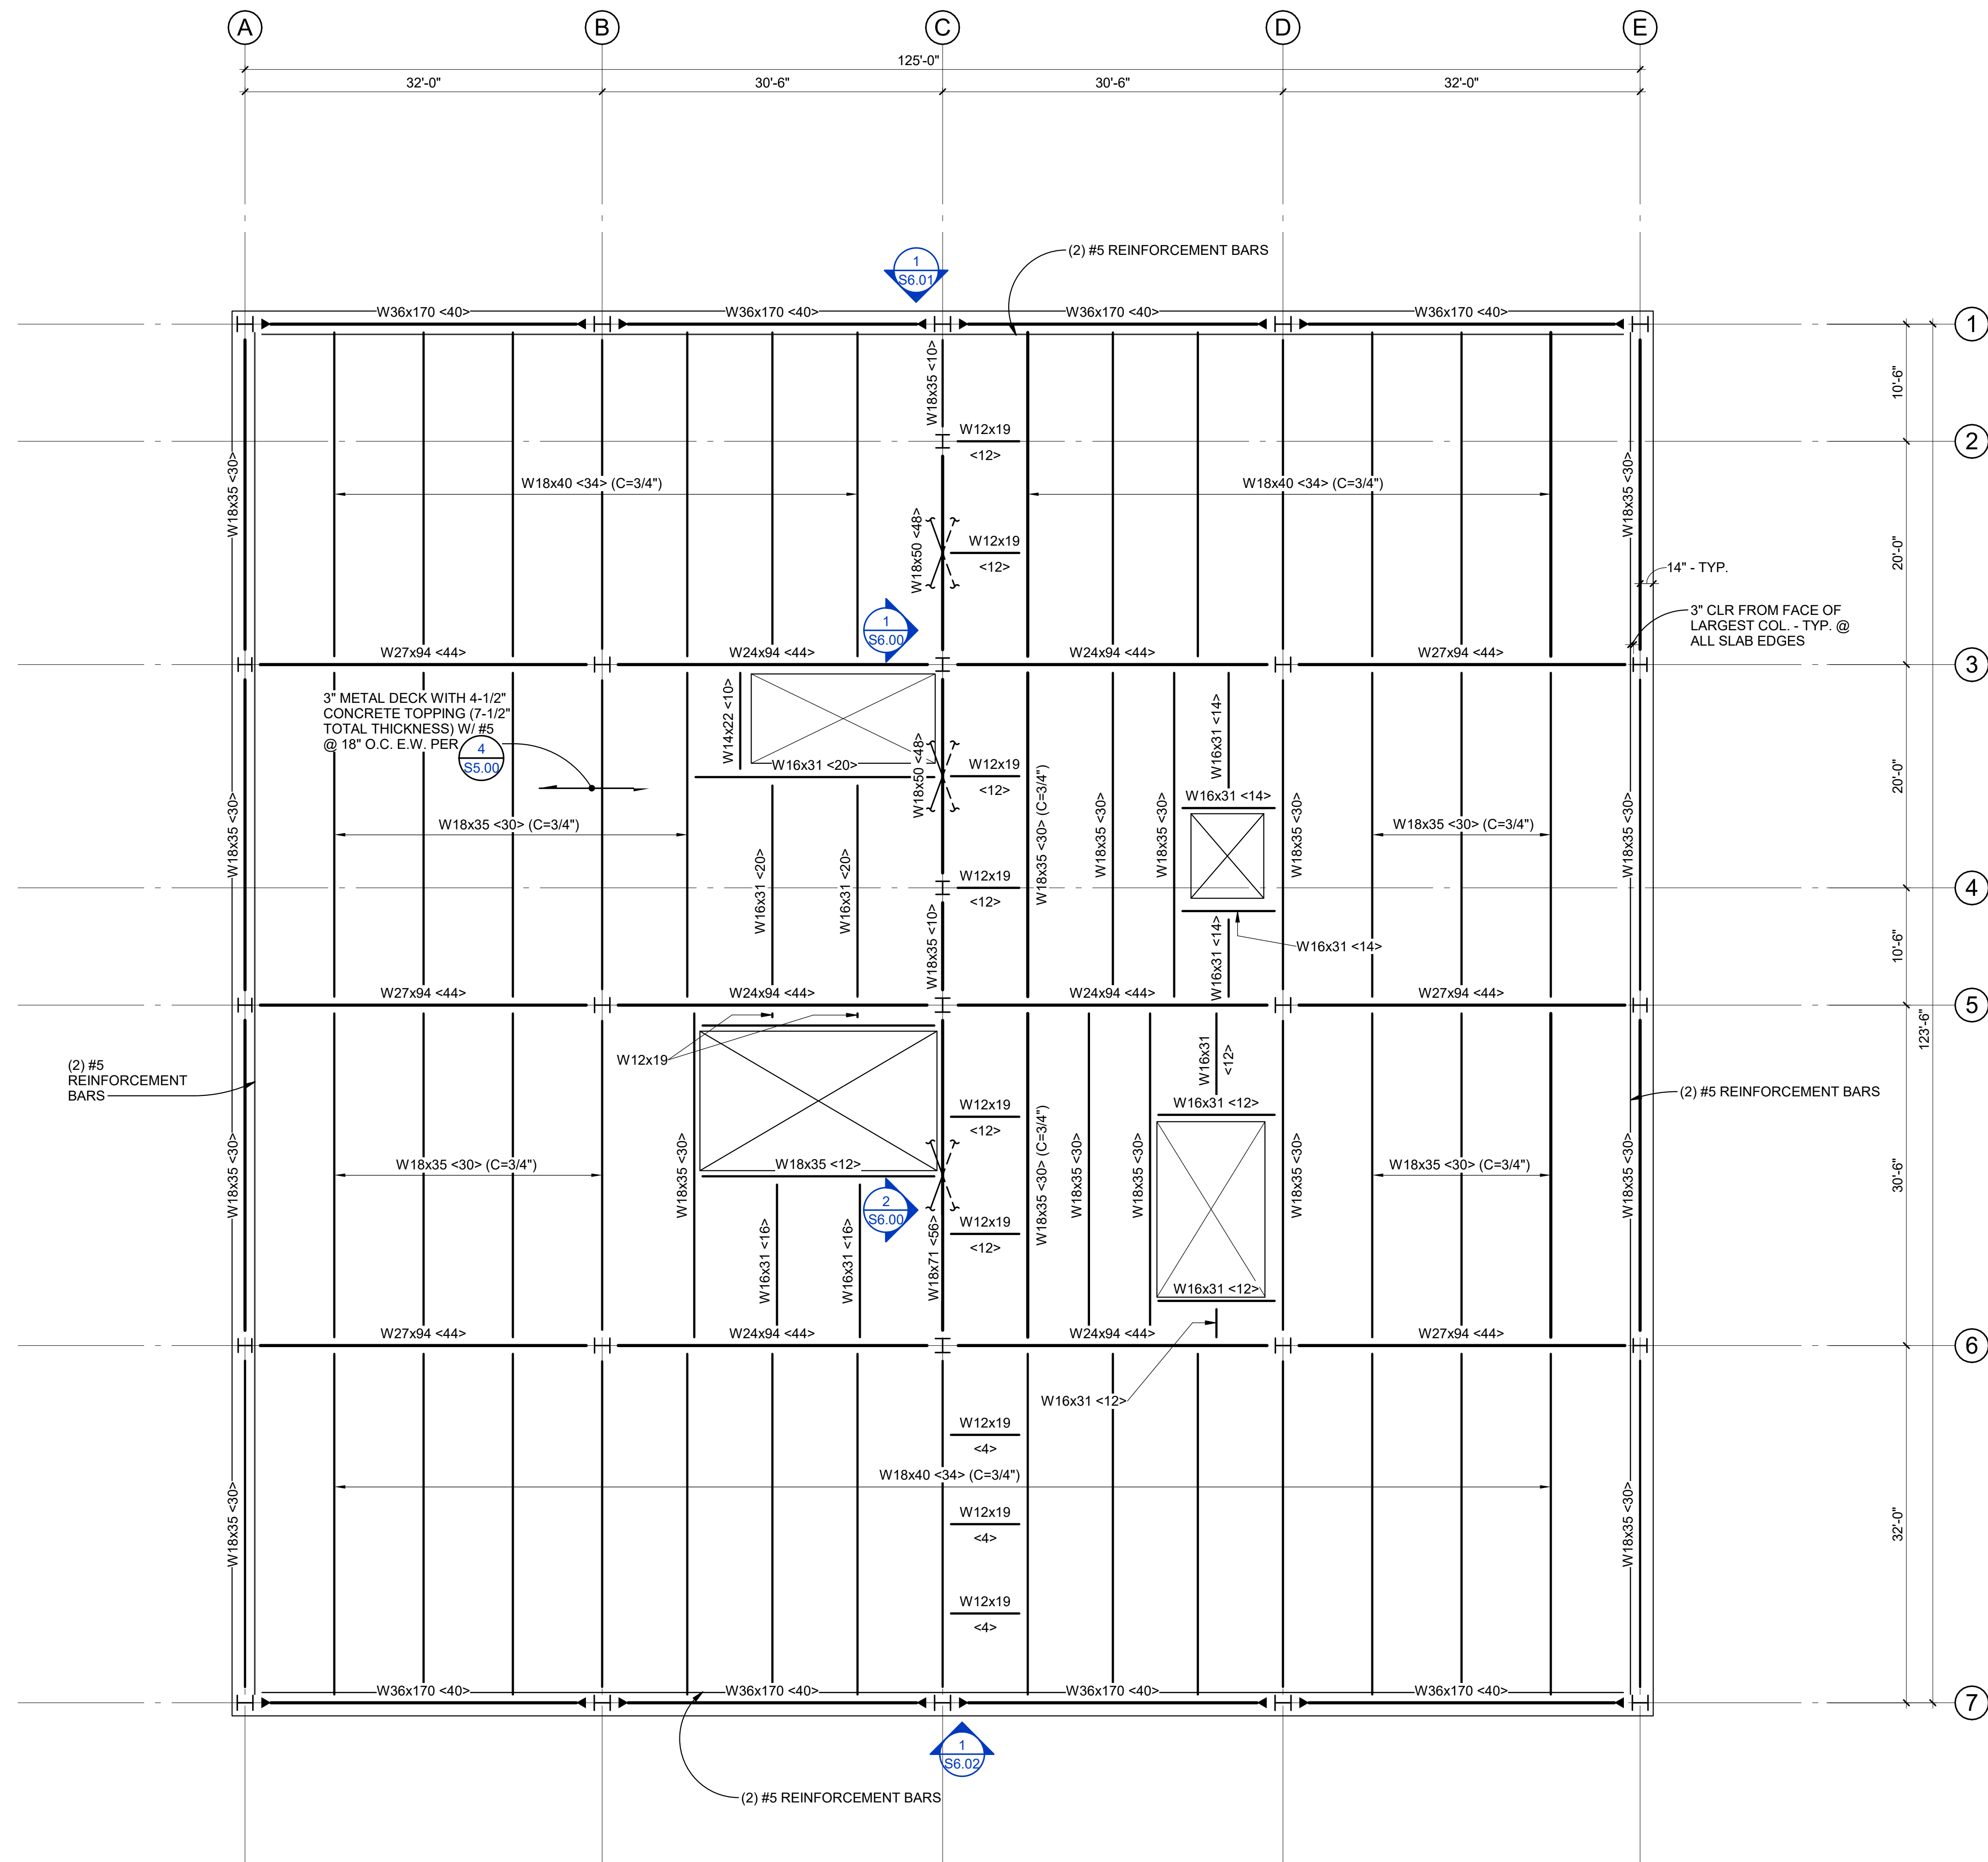 A
B
C
D
E
125'-0"
32'-0"
30'-6"
30'-6"
32'-0"
1
S6.01
(2) #5 REINFORCEMENT BARS
W36x170 <40>
W36x170 <40>
W36x170 <40>
W36x170 <40>
1
W18x35 <10>
10'-6"
W12x19
<12>
2
W18x35 <30>
W18x40 <34> (C=3/4")
W18x40 <34> (C=3/4")
W18x35 <30>
W18x50 <48>
W12x19
<12>
20'-0"
14" - TYP.
3" CLR FROM FACE OF
LARGEST COL. - TYP. @
ALL SLAB EDGES
1
S6.00
W27x94 <44>
W24x94 <44>
W24x94 <44>
W27x94 <44>
3
3" METAL DECK WITH 4-1/2"
CONCRETE TOPPING (7-1/2"
TOTAL THICKNESS) W/ #5
@ 18" O.C. E.W. PER
4
S5.00
W14x22 <10>
W16x31 <20>
W18x50 <48>
W12x19
<12>
W16x31 <14>
W16x31 <14>
20'-0"
W18x35 <30>
W18x35 <30> (C=3/4")
W18x35 <30> (C=3/4")
W18x35 <30>
W18x35 <30>
W18x35 <30>
W18x35 <30> (C=3/4")
W18x35 <30>
W16x31 <20>
W16x31 <20>
W12x19
<12>
4
W18x35 <10>
W16x31 <14>
W16x31 <14>
10'-6"
W27x94 <44>
W24x94 <44>
W24x94 <44>
W27x94 <44>
5
123'-6"
W12x19
(2) #5
REINFORCEMENT
BARS
W16x31
<12>
W16x31 <12>
(2) #5 REINFORCEMENT BARS
W12x19
<12>
W18x35 <30>
W18x35 <30> (C=3/4")
W18x35 <30>
W18x35 <12>
W18x35 <30> (C=3/4")
W18x35 <30>
W18x35 <30>
W18x35 <30>
W18x35 <30> (C=3/4")
W18x35 <30>
30'-6"
2
S6.00
W12x19
<12>
W16x31 <16>
W16x31 <16>
W18x71 <56>
W16x31 <12>
W27x94 <44>
W24x94 <44>
W24x94 <44>
W27x94 <44>
6
W16x31 <12>
W12x19
<4>
W18x40 <34> (C=3/4")
W18x35 <30>
W12x19
<4>
W18x35 <30>
32'-0"
W12x19
<4>
W36x170 <40>
W36x170 <40>
W36x170 <40>
W36x170 <40>
7
1
S6.02
(2) #5 REINFORCEMENT BARS